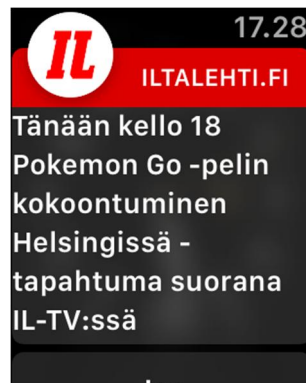 17.28
IL
ILTALEHTI.FI
Tänään kello 18
Pokemon Go -pelin
kokoontuminen
Helsingissä -
tapahtuma suorana
IL-TV:ssä